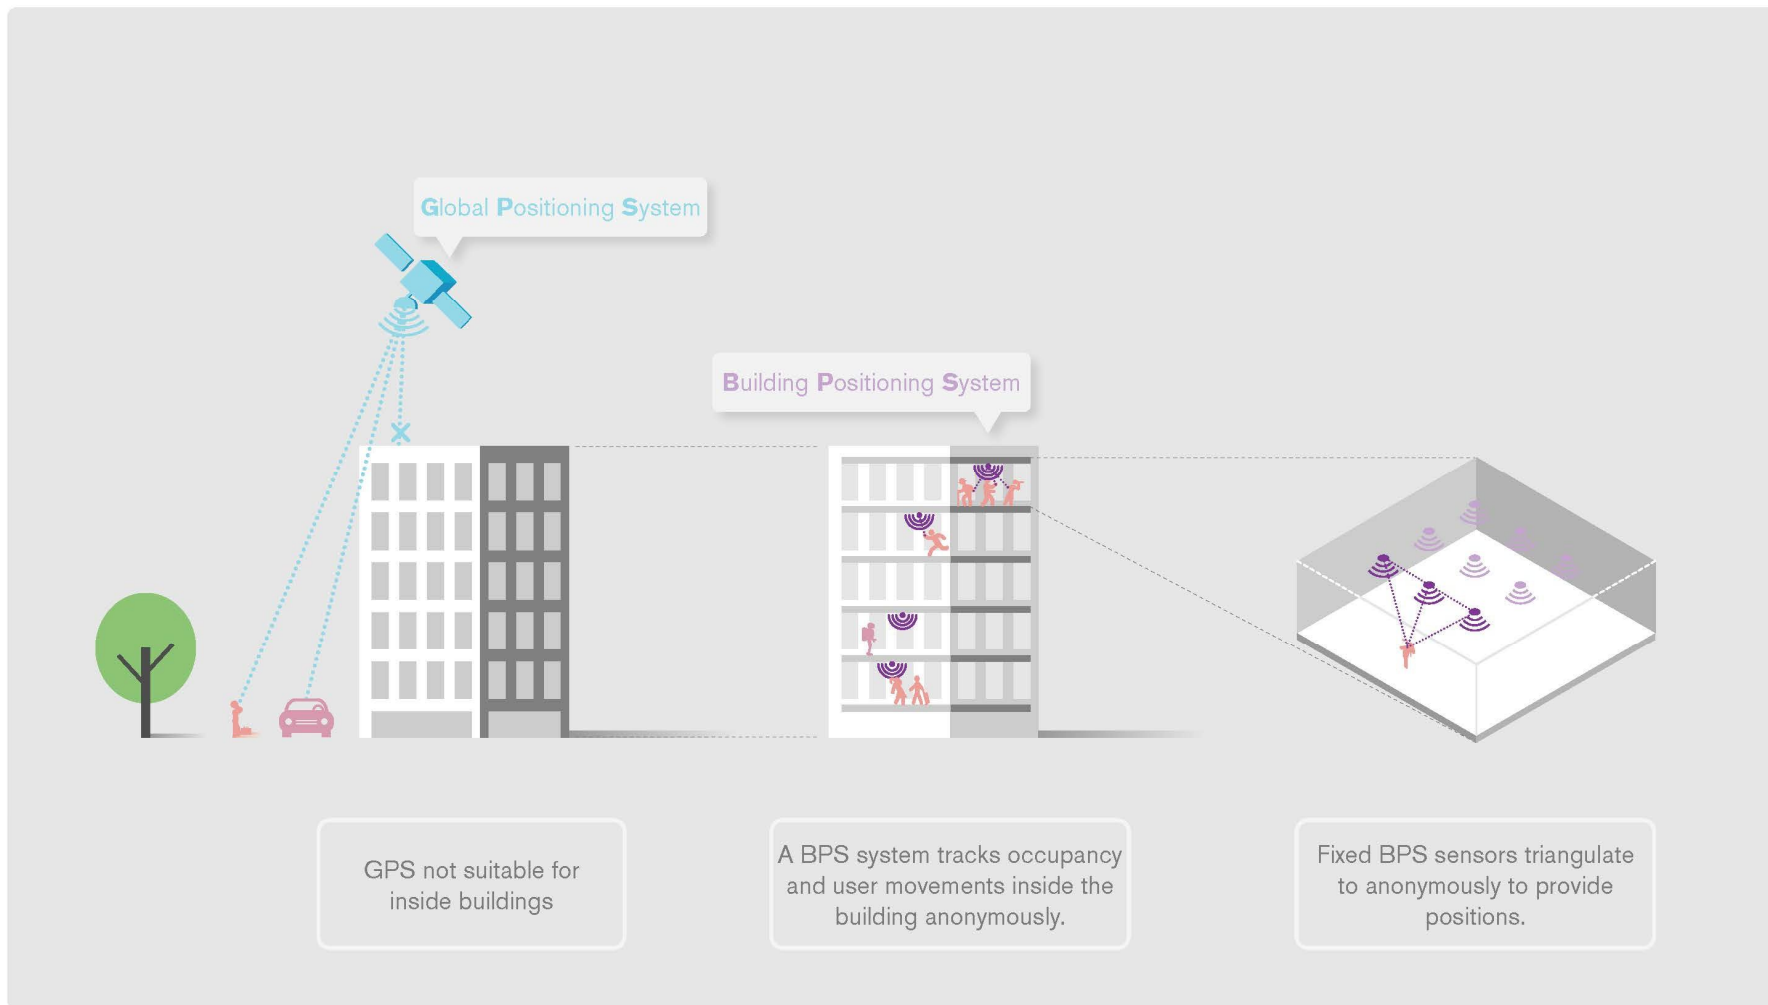 Global Positioning System
Building Positioning System
GPS not suitable for
inside buildings
A BPS system tracks occupancy
and user movements inside the
building anonymously.
Fixed BPS sensors triangulate
to anonymously to provide
positions.